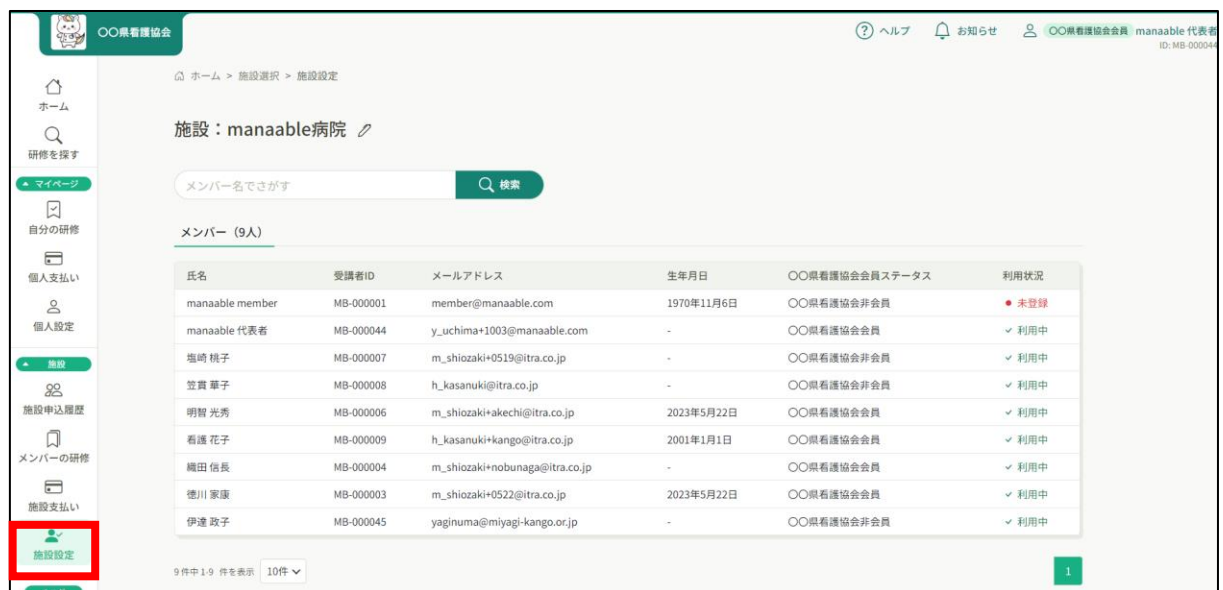 〇〇県看護協会
ヘルプ お知らせ 〇〇県看護協会会員 manaable 代表者
ID: MB-000044
ホーム > 施設選択 > 施設設定
ホーム
研修を探す
マイページ
自分の研修
個人支払い
個人設定
施設
施設申込履歴
メンバーの研修
施設支払い
施設設定
施設：manaable病院
メンバー名でさがす 検索
メンバー（9人）
氏名 受講者ID メールアドレス 生年月日 〇〇県看護協会会員ステータス 利用状況
manaable member MB-000001 member@manaable.com 1970年11月6日 〇〇県看護協会非会員 未登録
manaable 代表者 MB-000044 y_uchima+1003@manaable.com - 〇〇県看護協会会員 利用中
塩崎 桃子 MB-000007 m_shiozaki+0519@itra.co.jp - 〇〇県看護協会非会員 利用中
笠貫 華子 MB-000008 h_kasanuki@itra.co.jp - 〇〇県看護協会非会員 利用中
明智 光秀 MB-000006 m_shiozaki+akechi@itra.co.jp 2023年5月22日 〇〇県看護協会会員 利用中
看護 花子 MB-000009 h_kasanuki+kango@itra.co.jp 2001年1月1日 〇〇県看護協会会員 利用中
織田 信長 MB-000004 m_shiozaki+nobunaga@itra.co.jp - 〇〇県看護協会会員 利用中
徳川 家康 MB-000003 m_shiozaki+0522@itra.co.jp 2023年5月22日 〇〇県看護協会会員 利用中
伊達 政子 MB-000045 yaginuma@miyagi-kango.or.jp - 〇〇県看護協会非会員 利用中
9件中 1-9 件を表示 10件 1